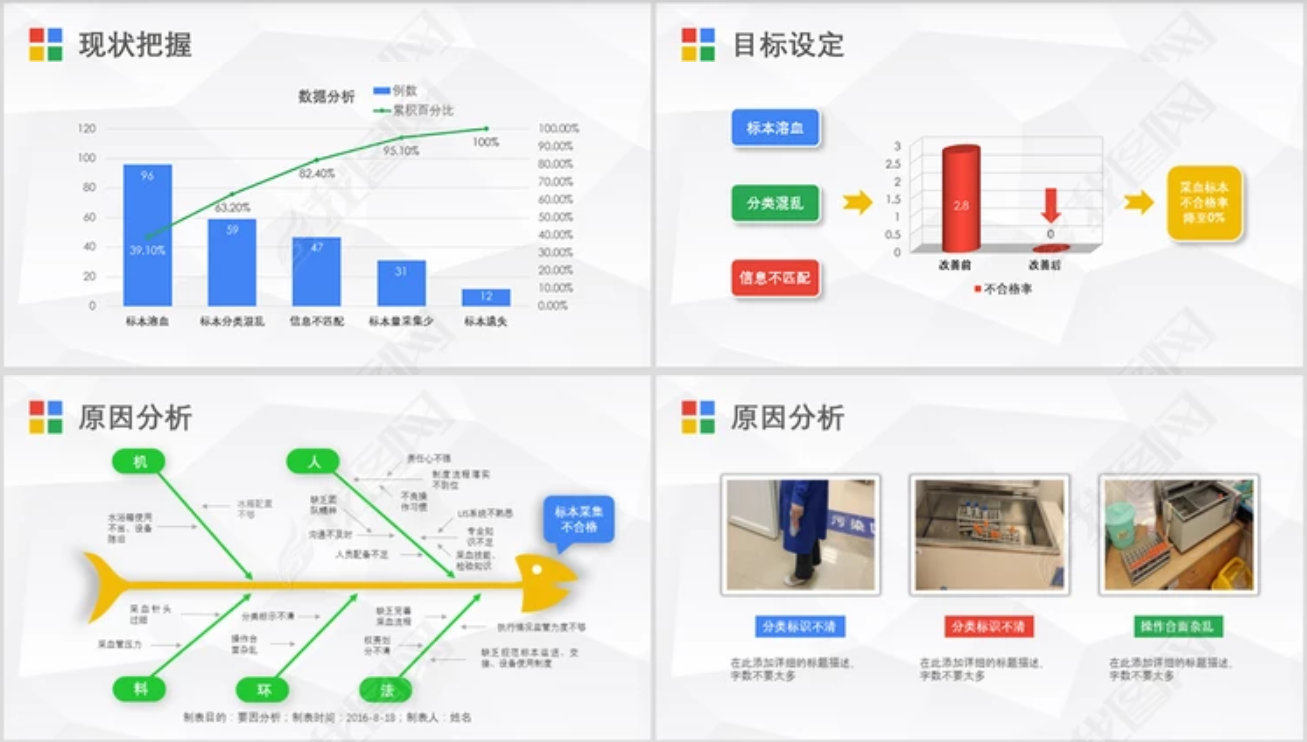 现状把握
数据分析
例数
累积百分比
120
100
80
60
40
20
0
100.00%
90.00%
80.00%
70.00%
60.00%
50.00%
40.00%
30.00%
20.00%
10.00%
0.00%
96
59
47
31
12
39.10%
63.20%
82.40%
95.10%
100%
标本溶血
标本分类混乱
信息不匹配
标本量采集少
标本遗失
目标设定
标本溶血
分类混乱
信息不匹配
3
2.5
2
1.5
1
0.5
0
2.8
0
改善前
改善后
不合格率
采血标本
不合格率
降至0%
原因分析
机
人
责任心不强
制度流程落实
不到位
缺乏团
队精神
不良操
作习惯
冰箱配置
不够
水浴箱使用
不当、设备
陈旧
LIS系统不熟悉
沟通不及时
专业知
识不足
人员配备不足
采血技能、
检验知识
标本采集
不合格
采血针头
过细
分类标示不清
缺乏完善
采血流程
执行情况监管力度不够
采血管压力
操作台
面杂乱
权责划
分不清
缺乏规范标本运送、交
接、设备使用制度
料
环
法
制表目的：要因分析；制表时间：2016-8-18；制表人：姓名
原因分析
污染
分类标识不清
分类标识不清
操作台面杂乱
在此添加详细的标题描述、
字数不要太多
在此添加详细的标题描述、
字数不要太多
在此添加详细的标题描述、
字数不要太多